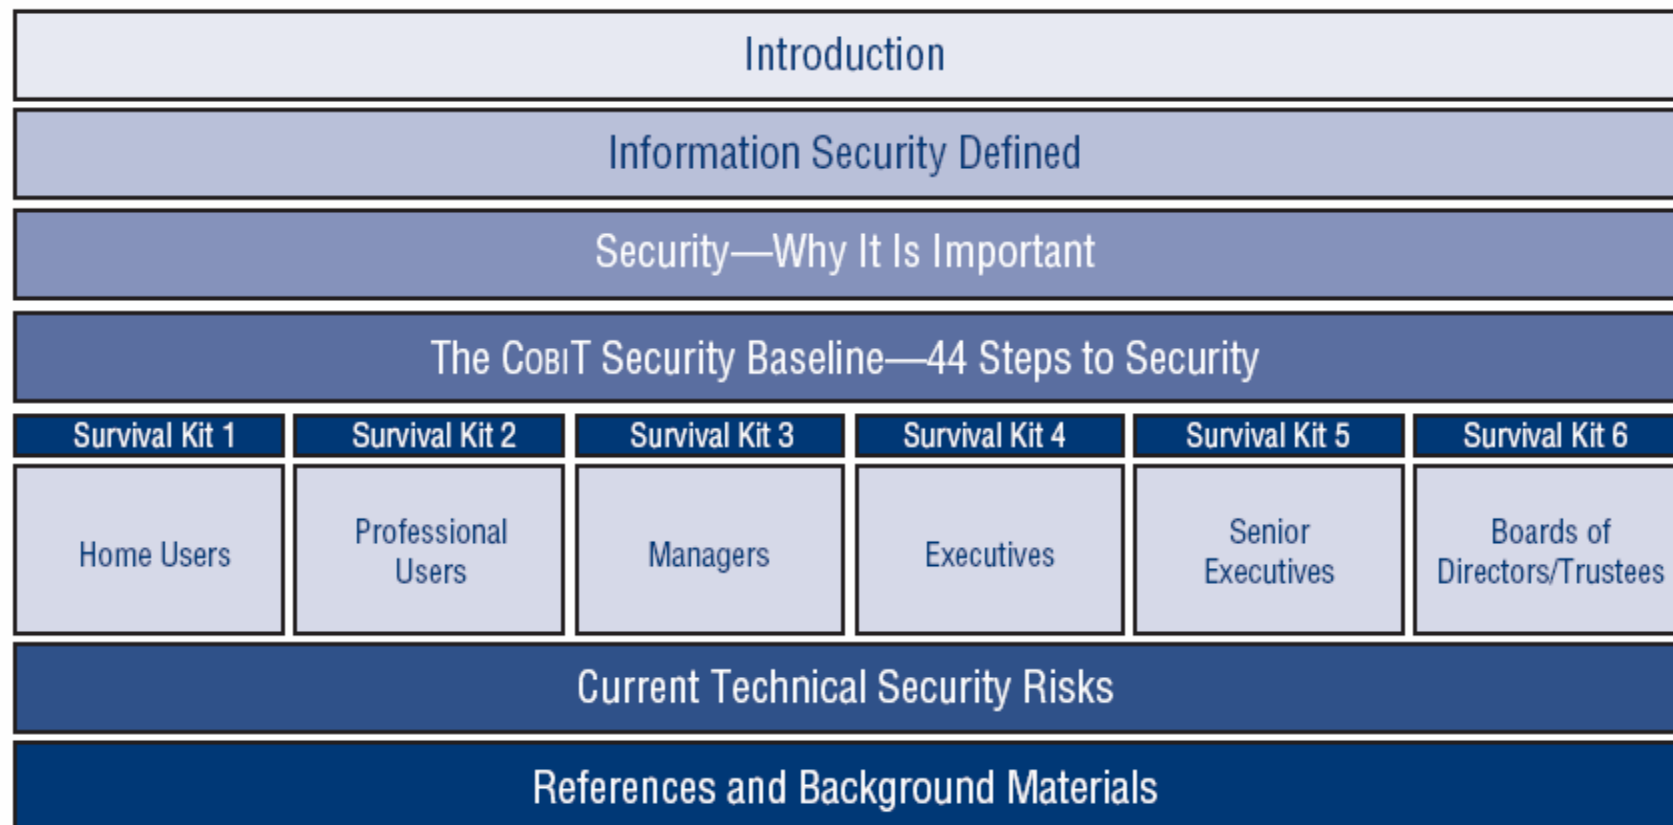 Introduction
Information Security Defined
Security—Why It Is Important
The COBIT Security Baseline—44 Steps to Security
Survival Kit 1
Survival Kit 2
Survival Kit 3
Survival Kit 4
Survival Kit 5
Survival Kit 6
Home Users
Professional
Users
Managers
Executives
Senior
Executives
Boards of
Directors/Trustees
Current Technical Security Risks
References and Background Materials